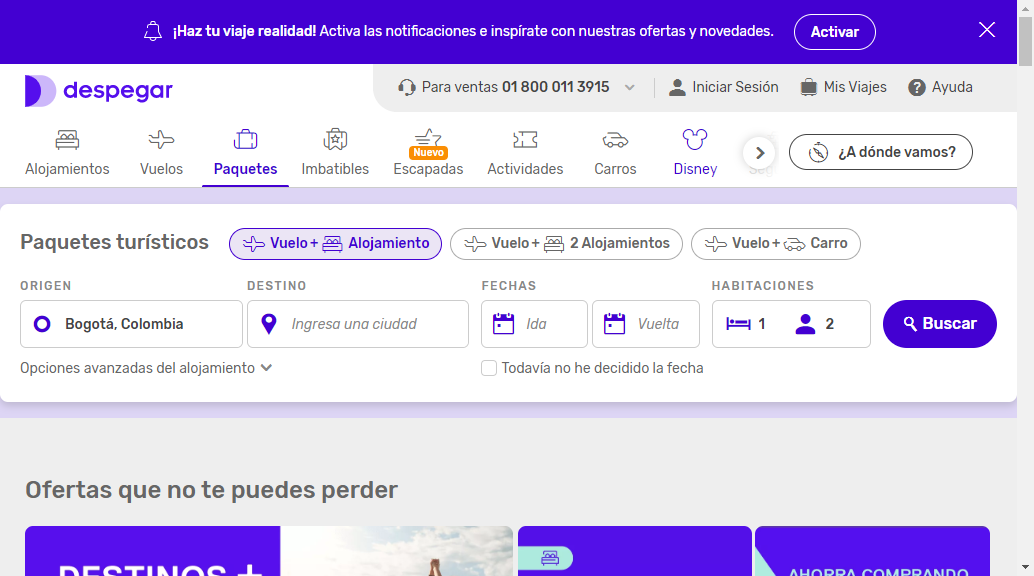 ¡Haz tu viaje realidad! Activa las notificaciones e inspírate con nuestras ofertas y novedades.
Activar
despegar
Para ventas 01 800 011 3915
Iniciar Sesión
Mis Viajes
Ayuda
Alojamientos
Vuelos
Paquetes
Imbatibles
Nuevo
Escapadas
Actividades
Carros
Disney
¿A dónde vamos?
Paquetes turísticos
Vuelo + Alojamiento
Vuelo + 2 Alojamientos
Vuelo + Carro
ORIGEN
DESTINO
FECHAS
HABITACIONES
Bogotá, Colombia
Ingresa una ciudad
Ida
Vuelta
1
2
Buscar
Opciones avanzadas del alojamiento
Todavía no he decidido la fecha
Ofertas que no te puedes perder
DESTINOS +
AHORRA COMPRANDO